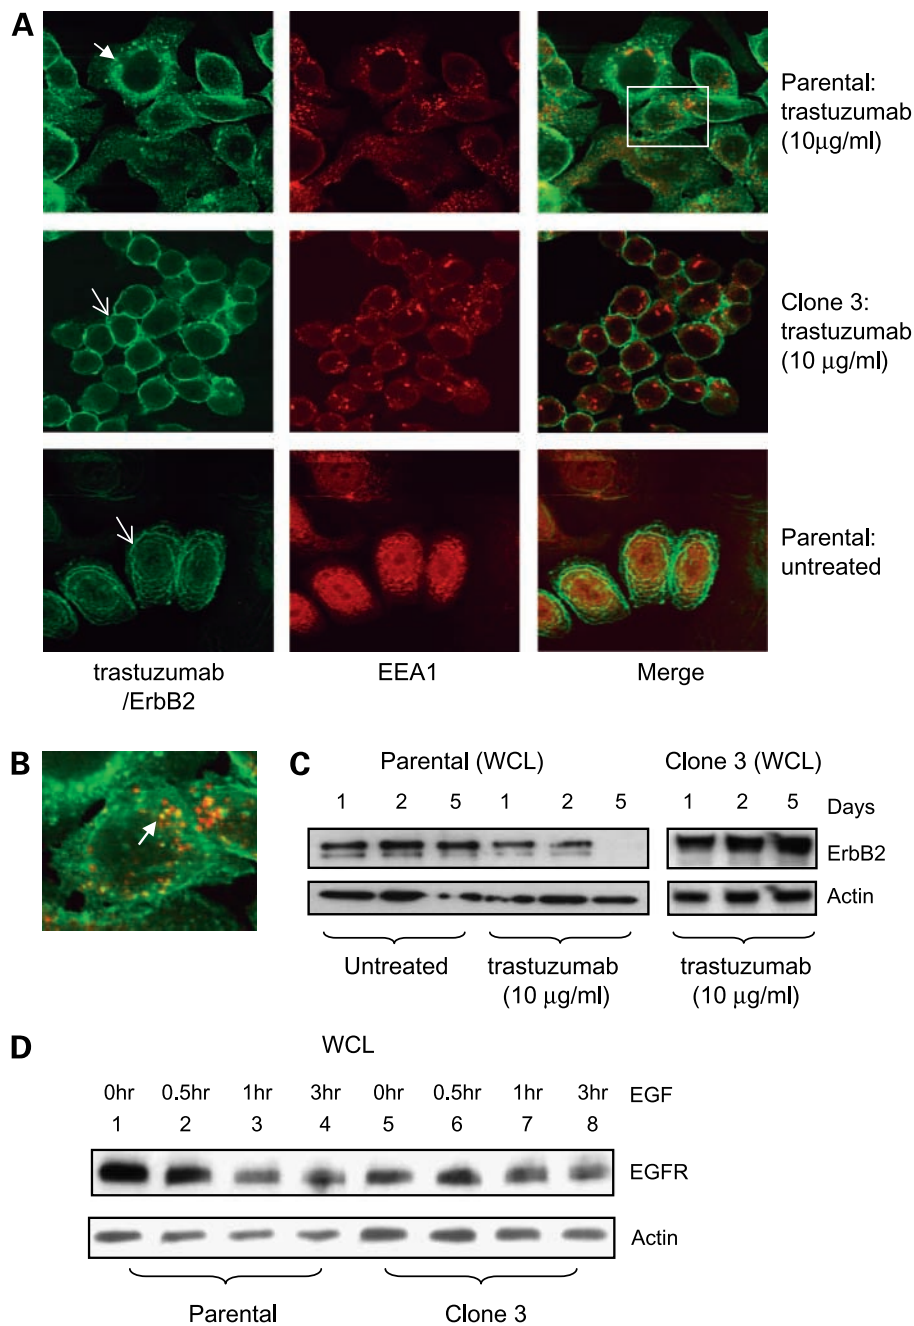 A
Parental:
trastuzumab
(10μg/ml)
Clone 3:
trastuzumab
(10 μg/ml)
Parental:
untreated
trastuzumab
/ErbB2
EEA1
Merge
B
C
Parental (WCL)
Clone 3 (WCL)
1 2 5 1 2 5 1 2 5 Days
ErbB2
Actin
Untreated
trastuzumab
(10 μg/ml)
trastuzumab
(10 μg/ml)
D
WCL
0hr 0.5hr 1hr 3hr 0hr 0.5hr 1hr 3hr EGF
1 2 3 4 5 6 7 8
EGFR
Actin
Parental
Clone 3